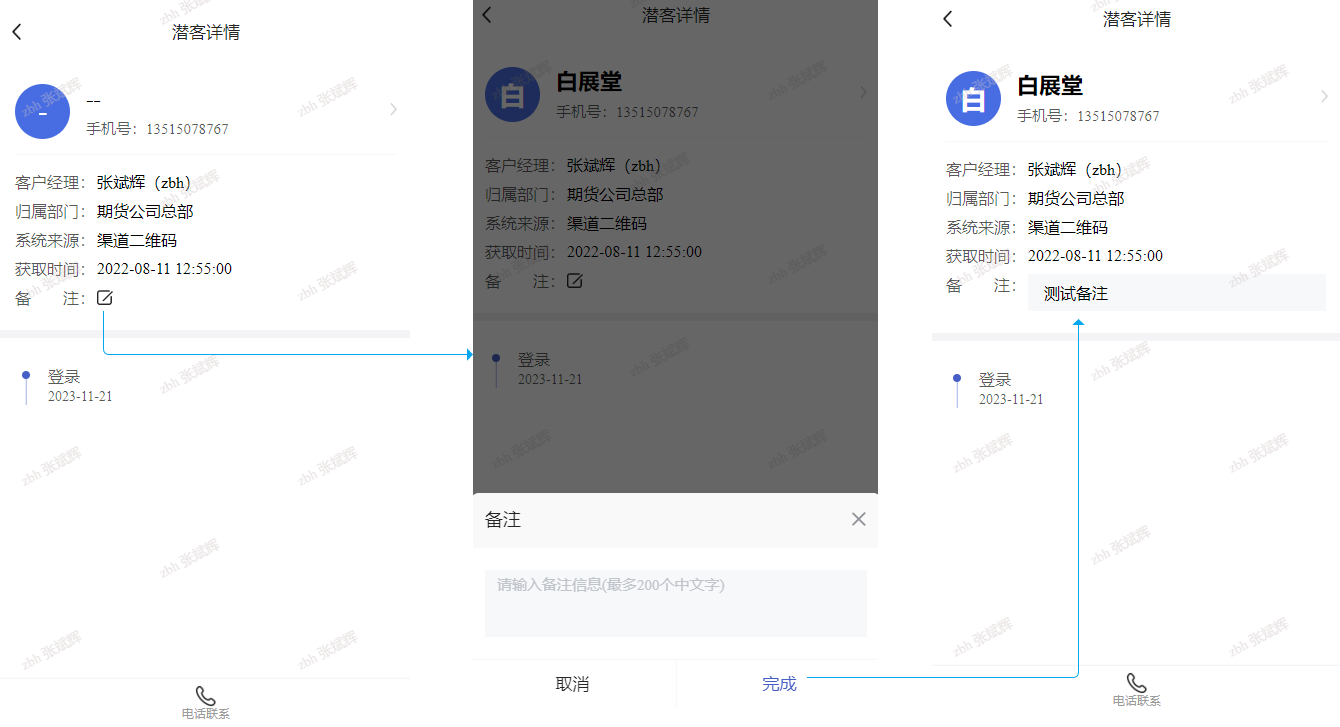 潜客详情
-
--
手机号：13515078767
客户经理：张斌辉（zbh）
归属部门：期货公司总部
系统来源：渠道二维码
获取时间：2022-08-11 12:55:00
备 注：
登录
2023-11-21
电话联系
潜客详情
白
白展堂
手机号：13515078767
客户经理：张斌辉（zbh）
归属部门：期货公司总部
系统来源：渠道二维码
获取时间：2022-08-11 12:55:00
备 注：
登录
2023-11-21
备注
请输入备注信息(最多200个中文字)
取消
完成
潜客详情
白
白展堂
手机号：13515078767
客户经理：张斌辉（zbh）
归属部门：期货公司总部
系统来源：渠道二维码
获取时间：2022-08-11 12:55:00
备 注：
测试备注
登录
2023-11-21
电话联系
zbh 张斌辉